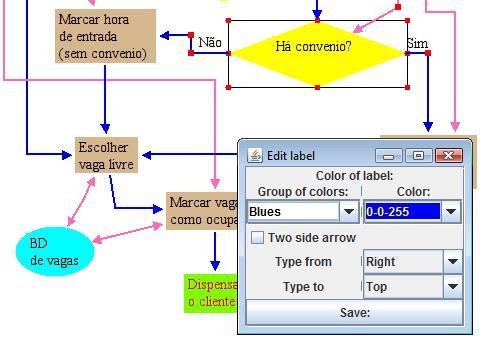 Marcar hora
de entrada
(sem convenio)
Não
Há convenio?
Sim
Escolher
vaga livre
Marcar vaga
como ocupa
BD
de vagas
Dispensa
o cliente
Edit label
Color of label:
Group of colors:
Color:
Blues
0-0-255
Two side arrow
Type from
Right
Type to
Top
Save: